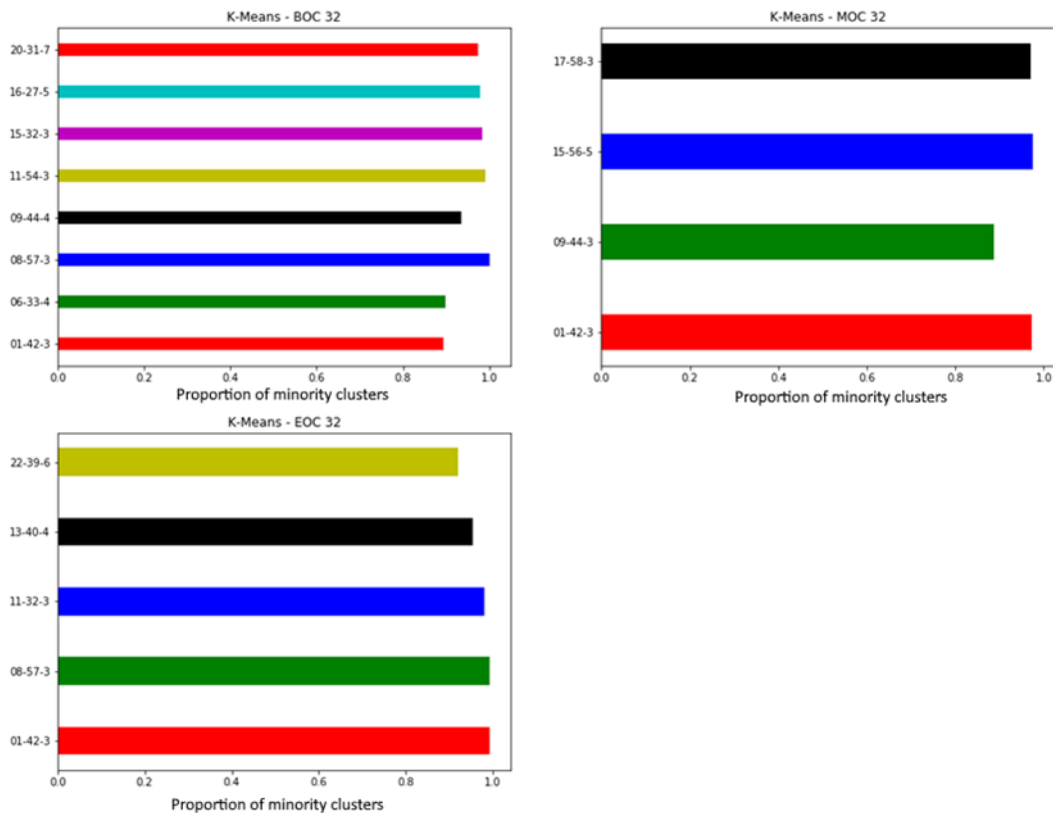 K-Means - BOC 32
20-31-7
16-27-5
15-32-3
11-54-3
09-44-4
08-57-3
06-33-4
01-42-3
0.0 0.2 0.4 0.6 0.8 1.0
Proportion of minority clusters
K-Means - MOC 32
17-58-3
15-56-5
09-44-3
01-42-3
0.0 0.2 0.4 0.6 0.8 1.0
Proportion of minority clusters
K-Means - EOC 32
22-39-6
13-40-4
11-32-3
08-57-3
01-42-3
0.0 0.2 0.4 0.6 0.8 1.0
Proportion of minority clusters